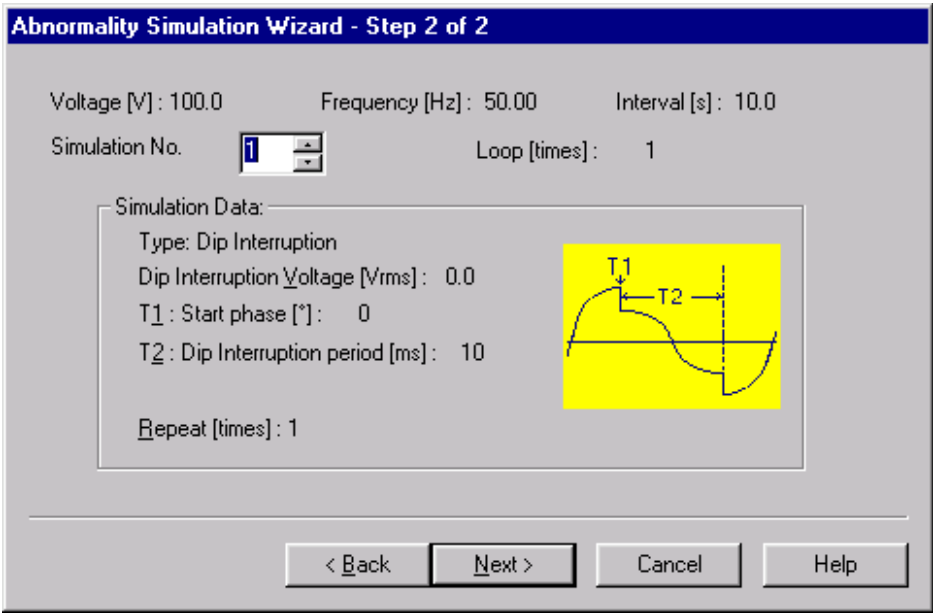 Abnormality Simulation Wizard - Step 2 of 2
Voltage [V] : 100.0 Frequency [Hz] : 50.00 Interval [s] : 10.0
Simulation No. 1 Loop [times] : 1
Simulation Data:
Type: Dip Interruption
Dip Interruption Voltage [Vrms] : 0.0
T1 : Start phase [°] : 0
T2 : Dip Interruption period [ms] : 10
Repeat [times] : 1
T1
T2
< Back Next > Cancel Help